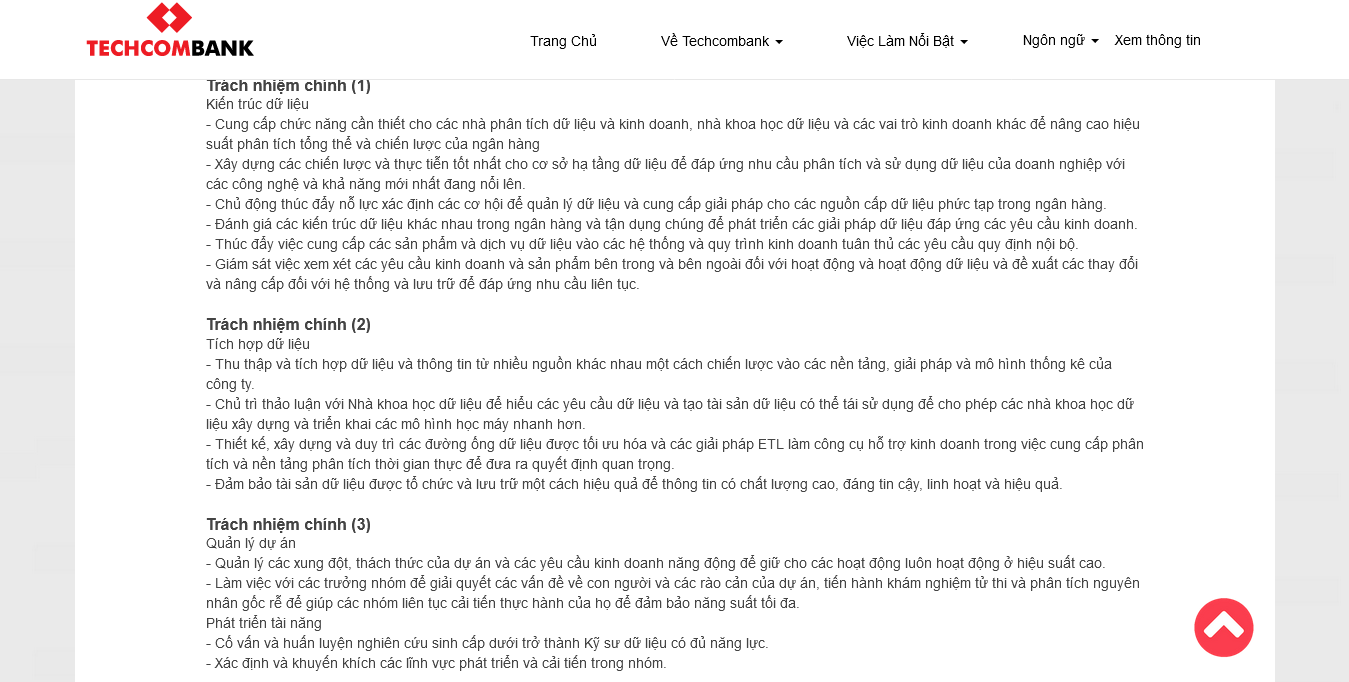 TECHCOMBANK
Trang Chủ
Về Techcombank
Việc Làm Nổi Bật
Ngôn ngữ
Xem thông tin
Trách nhiệm chính (1)
Kiến trúc dữ liệu
- Cung cấp chức năng cần thiết cho các nhà phân tích dữ liệu và kinh doanh, nhà khoa học dữ liệu và các vai trò kinh doanh khác để nâng cao hiệu
suất phân tích tổng thể và chiến lược của ngân hàng
- Xây dựng các chiến lược và thực tiễn tốt nhất cho cơ sở hạ tầng dữ liệu để đáp ứng nhu cầu phân tích và sử dụng dữ liệu của doanh nghiệp với
các công nghệ và khả năng mới nhất đang nổi lên.
- Chủ động thúc đẩy nỗ lực xác định các cơ hội để quản lý dữ liệu và cung cấp giải pháp cho các nguồn cấp dữ liệu phức tạp trong ngân hàng.
- Đánh giá các kiến trúc dữ liệu khác nhau trong ngân hàng và tận dụng chúng để phát triển các giải pháp dữ liệu đáp ứng các yêu cầu kinh doanh.
- Thúc đẩy việc cung cấp các sản phẩm và dịch vụ dữ liệu vào các hệ thống và quy trình kinh doanh tuân thủ các yêu cầu quy định nội bộ.
- Giám sát việc xem xét các yêu cầu kinh doanh và sản phẩm bên trong và bên ngoài đối với hoạt động và hoạt động dữ liệu và đề xuất các thay đổi
và nâng cấp đối với hệ thống và lưu trữ để đáp ứng nhu cầu liên tục.
Trách nhiệm chính (2)
Tích hợp dữ liệu
- Thu thập và tích hợp dữ liệu và thông tin từ nhiều nguồn khác nhau một cách chiến lược vào các nền tảng, giải pháp và mô hình thống kê của
công ty.
- Chủ trì thảo luận với Nhà khoa học dữ liệu để hiểu các yêu cầu dữ liệu và tạo tài sản dữ liệu có thể tái sử dụng để cho phép các nhà khoa học dữ
liệu xây dựng và triển khai các mô hình học máy nhanh hơn.
- Thiết kế, xây dựng và duy trì các đường ống dữ liệu được tối ưu hóa và các giải pháp ETL làm công cụ hỗ trợ kinh doanh trong việc cung cấp phân
tích và nền tảng phân tích thời gian thực để đưa ra quyết định quan trọng.
- Đảm bảo tài sản dữ liệu được tổ chức và lưu trữ một cách hiệu quả để thông tin có chất lượng cao, đáng tin cậy, linh hoạt và hiệu quả.
Trách nhiệm chính (3)
Quản lý dự án
- Quản lý các xung đột, thách thức của dự án và các yêu cầu kinh doanh năng động để giữ cho các hoạt động luôn hoạt động ở hiệu suất cao.
- Làm việc với các trưởng nhóm để giải quyết các vấn đề về con người và các rào cản của dự án, tiến hành khám nghiệm tử thi và phân tích nguyên
nhân gốc rễ để giúp các nhóm liên tục cải tiến thực hành của họ để đảm bảo năng suất tối đa.
Phát triển tài năng
- Cố vấn và huấn luyện nghiên cứu sinh cấp dưới trở thành Kỹ sư dữ liệu có đủ năng lực.
- Xác định và khuyến khích các lĩnh vực phát triển và cải tiến trong nhóm.